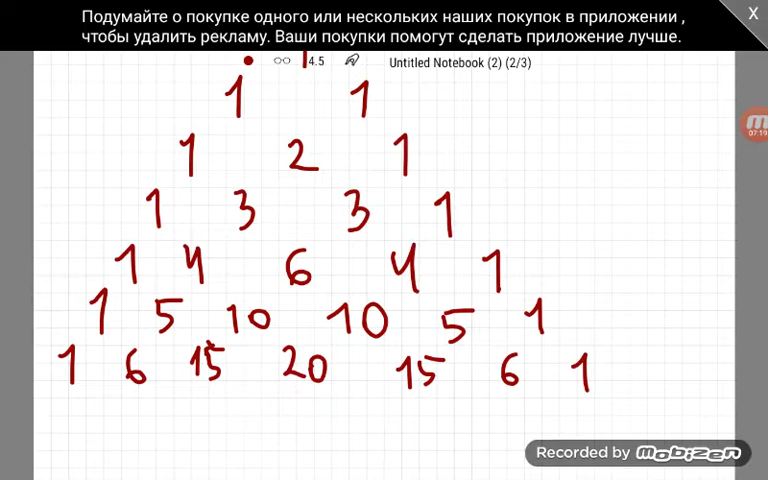 Подумайте о покупке одного или нескольких наших покупок в приложении ,
чтобы удалить рекламу. Ваши покупки помогут сделать приложение лучше.
X
4.5 Untitled Notebook (2) (2/3)
1 1
1 2 1
07:19
1 3 3 1
1 4 6 4 1
1 5 10 10 5 1
1 6 15 20 15 6 1
Recorded by mobizen